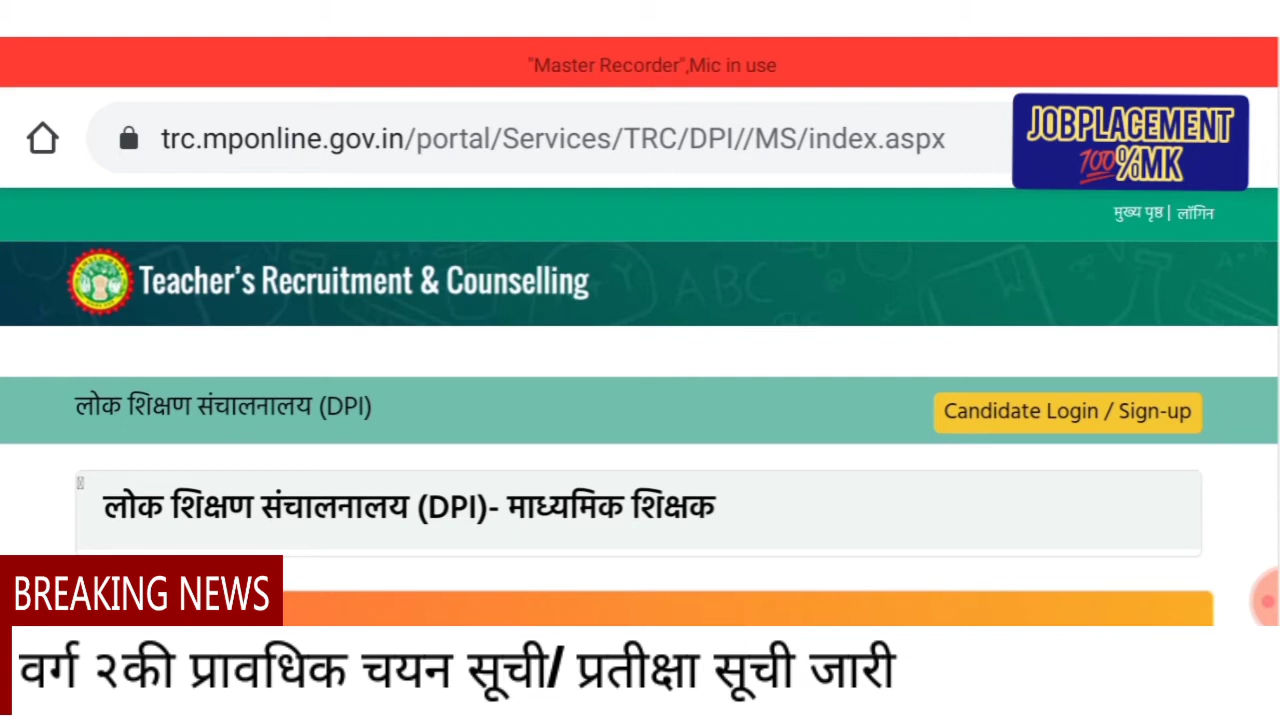 "Master Recorder",Mic in use
trc.mponline.gov.in/portal/Services/TRC/DPI//MS/index.aspx
JOBPLACEMENT
💯%MK
मुख्य पृष्ठ | लॉगिन
Teacher's Recruitment & Counselling
ABC
लोक शिक्षण संचालनालय (DPI)
Candidate Login / Sign-up
लोक शिक्षण संचालनालय (DPI)- माध्यमिक शिक्षक
BREAKING NEWS
वर्ग २की प्रावधिक चयन सूची/ प्रतीक्षा सूची जारी